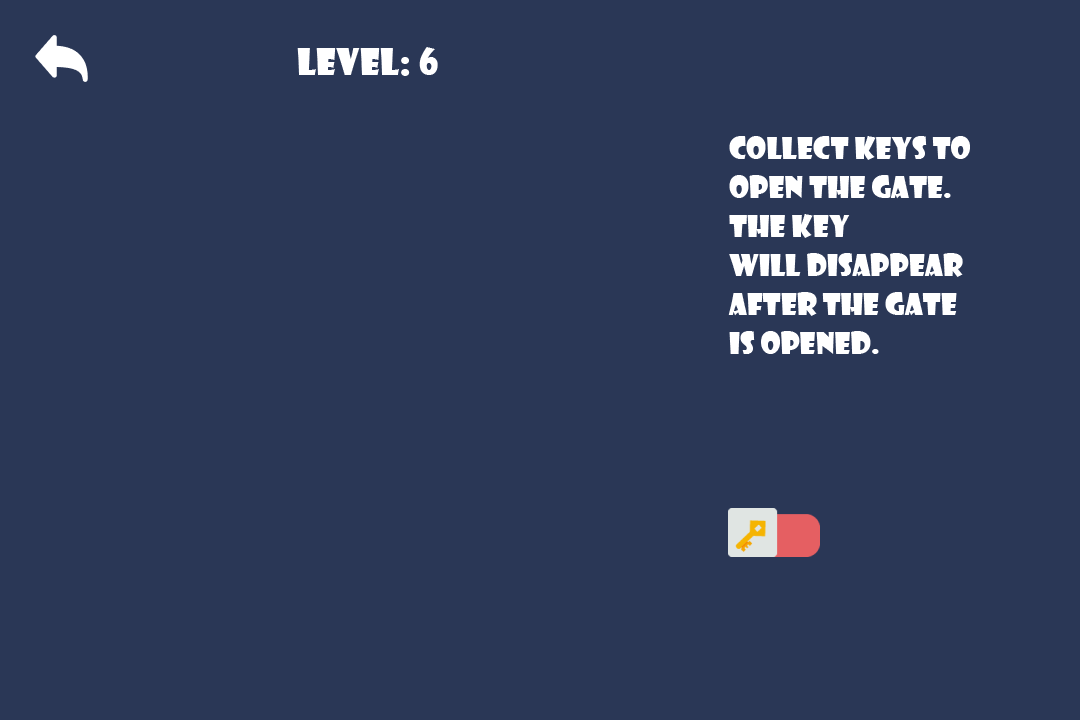 LEVEL: 6
COLLECT KEYS TO
OPEN THE GATE.
THE KEY
WILL DISAPPEAR
AFTER THE GATE
IS OPENED.